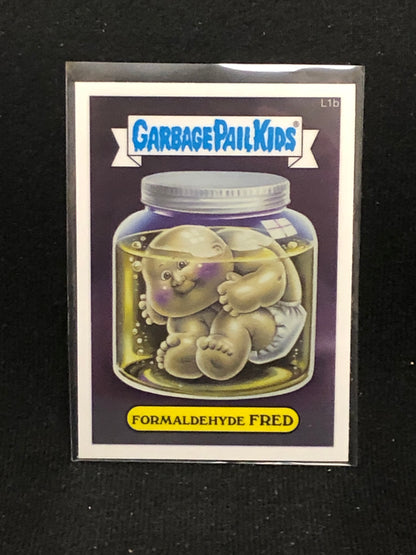 L1b
GARBAGE PAIL KIDS®
FORMALDEHYDE FRED